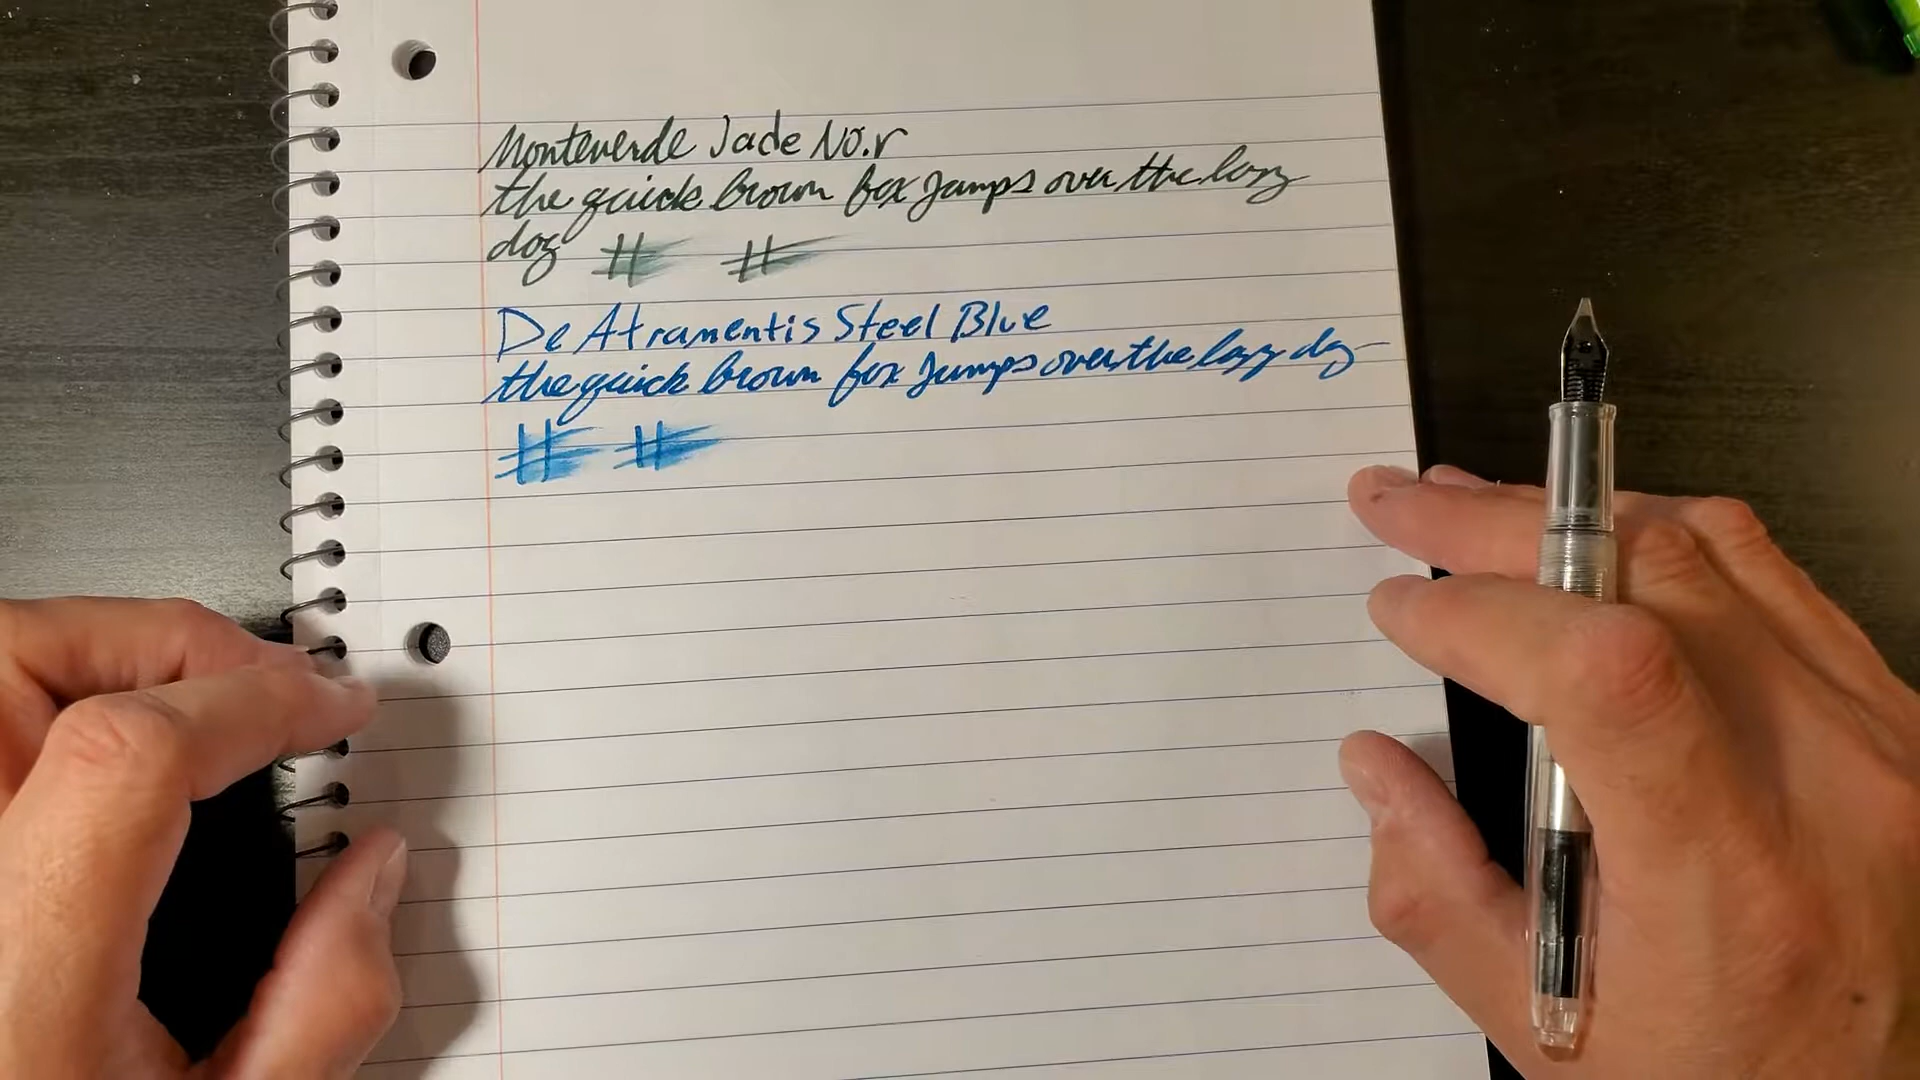 Monteverde Jade Noir
the quick brown fox jumps over the lazy
dog # #
De Atramentis Steel Blue
the quick brown fox jumps over the lazy dog
# #